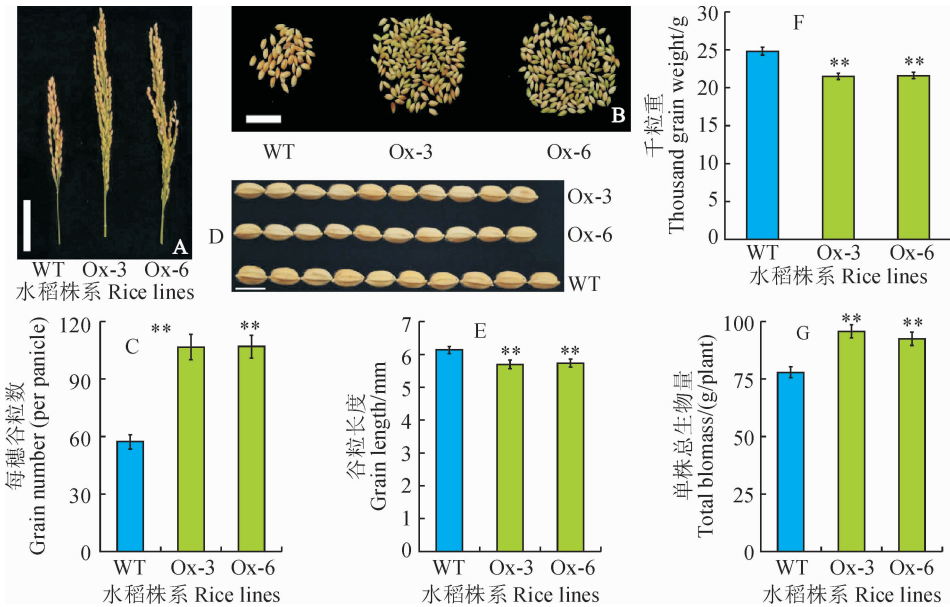 A
WT Ox-3 Ox-6
水稻株系 Rice lines
B
WT Ox-3 Ox-6
D
Ox-3
Ox-6
WT
F
千粒重
Thousand grain weight/g
30
25
20
15
10
5
0
** **
WT Ox-3 Ox-6
水稻株系 Rice lines
C
每穗谷粒数
Grain number (per panicle)
120
90
60
30
0
** **
WT Ox-3 Ox-6
水稻株系 Rice lines
E
谷粒长度
Grain length/mm
7
6
5
4
3
2
1
0
** **
WT Ox-3 Ox-6
水稻株系 Rice lines
G
单株总生物量
Total blomass/(g/plant)
100
75
50
25
0
** **
WT Ox-3 Ox-6
水稻株系 Rice lines